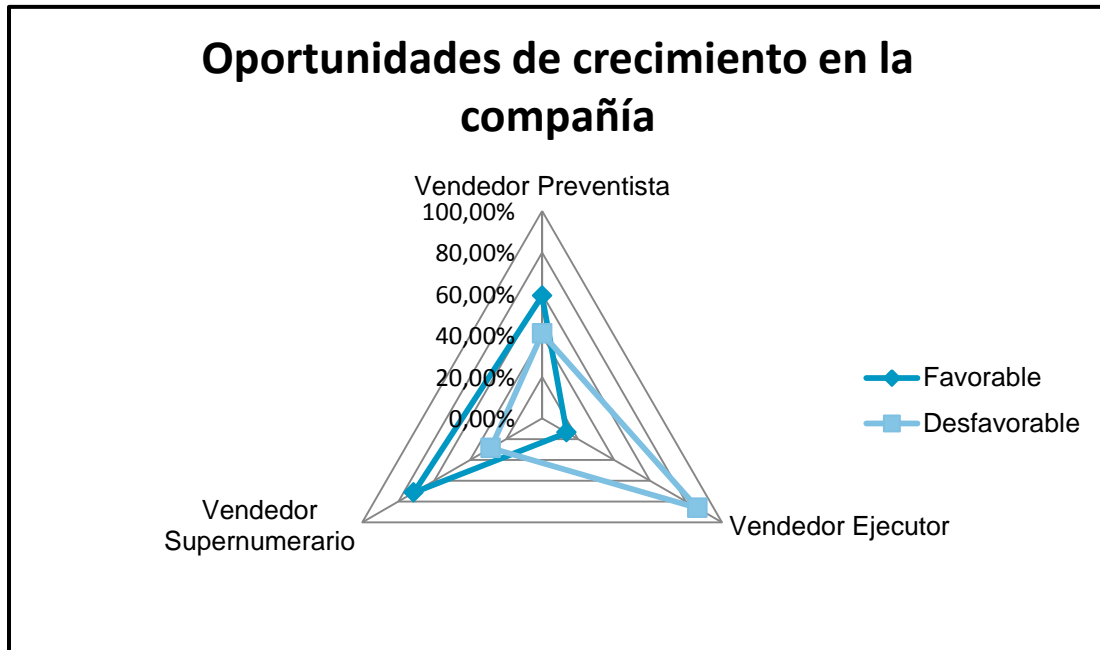 Oportunidades de crecimiento en la
compañía
Vendedor Preventista
100,00%
80,00%
60,00%
40,00%
20,00%
0,00%
Favorable
Desfavorable
Vendedor
Supernumerario
Vendedor Ejecutor